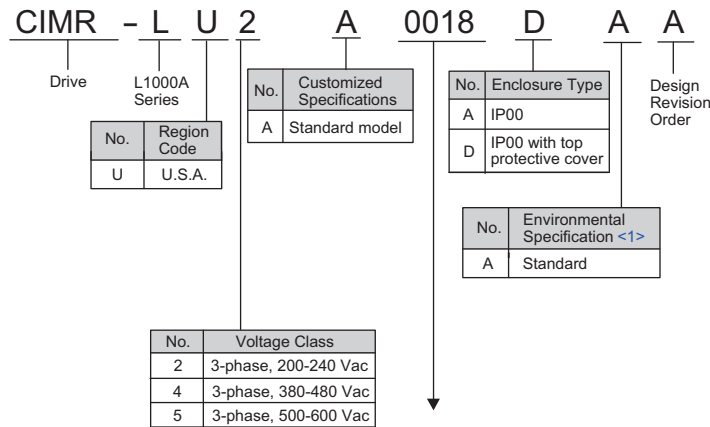 CIMR - L U 2 A 0018 D A A
Drive
L1000A
Series
No. Region
Code
U U.S.A.
No. Customized
Specifications
A Standard model
No. Enclosure Type
A IP00
D IP00 with top
protective cover
Design
Revision
Order
No. Environmental
Specification <1>
A Standard
No. Voltage Class
2 3-phase, 200-240 Vac
4 3-phase, 380-480 Vac
5 3-phase, 500-600 Vac